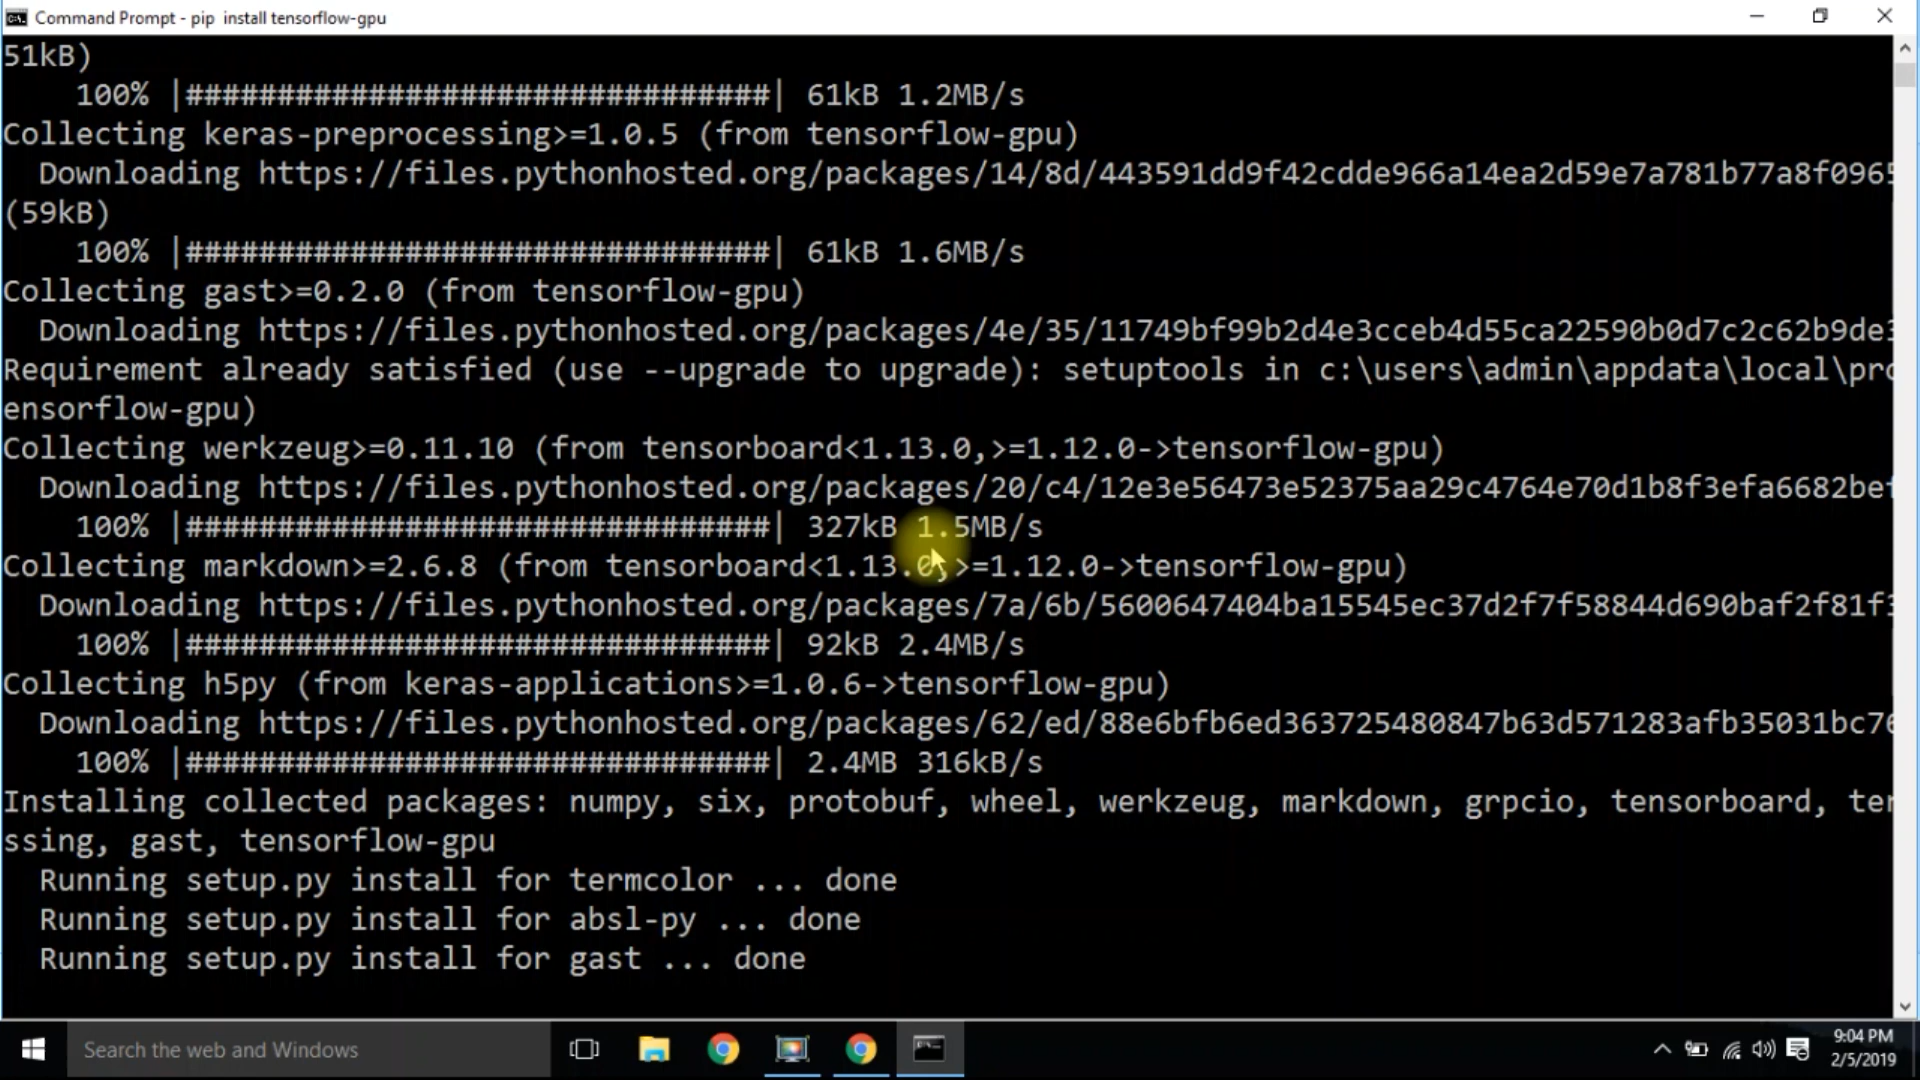 Command Prompt - pip  install tensorflow-gpu
51kB)
    100% |################################| 61kB 1.2MB/s
Collecting keras-preprocessing>=1.0.5 (from tensorflow-gpu)
  Downloading https://files.pythonhosted.org/packages/14/8d/443591dd9f42cdde966a14ea2d59e7a781b77a8f0965
(59kB)
    100% |################################| 61kB 1.6MB/s
Collecting gast>=0.2.0 (from tensorflow-gpu)
  Downloading https://files.pythonhosted.org/packages/4e/35/11749bf99b2d4e3cceb4d55ca22590b0d7c2c62b9de3
Requirement already satisfied (use --upgrade to upgrade): setuptools in c:\users\admin\appdata\local\pro
ensorflow-gpu)
Collecting werkzeug>=0.11.10 (from tensorboard<1.13.0,>=1.12.0->tensorflow-gpu)
  Downloading https://files.pythonhosted.org/packages/20/c4/12e3e56473e52375aa29c4764e70d1b8f3efa6682bef
    100% |################################| 327kB 1.5MB/s
Collecting markdown>=2.6.8 (from tensorboard<1.13.0,>=1.12.0->tensorflow-gpu)
  Downloading https://files.pythonhosted.org/packages/7a/6b/5600647404ba15545ec37d2f7f58844d690baf2f81f3
    100% |################################| 92kB 2.4MB/s
Collecting h5py (from keras-applications>=1.0.6->tensorflow-gpu)
  Downloading https://files.pythonhosted.org/packages/62/ed/88e6bfb6ed363725480847b63d571283afb35031bc76
    100% |################################| 2.4MB 316kB/s
Installing collected packages: numpy, six, protobuf, wheel, werkzeug, markdown, grpcio, tensorboard, ter
ssing, gast, tensorflow-gpu
  Running setup.py install for termcolor ... done
  Running setup.py install for absl-py ... done
  Running setup.py install for gast ... done
Search the web and Windows
9:04 PM
2/5/2019